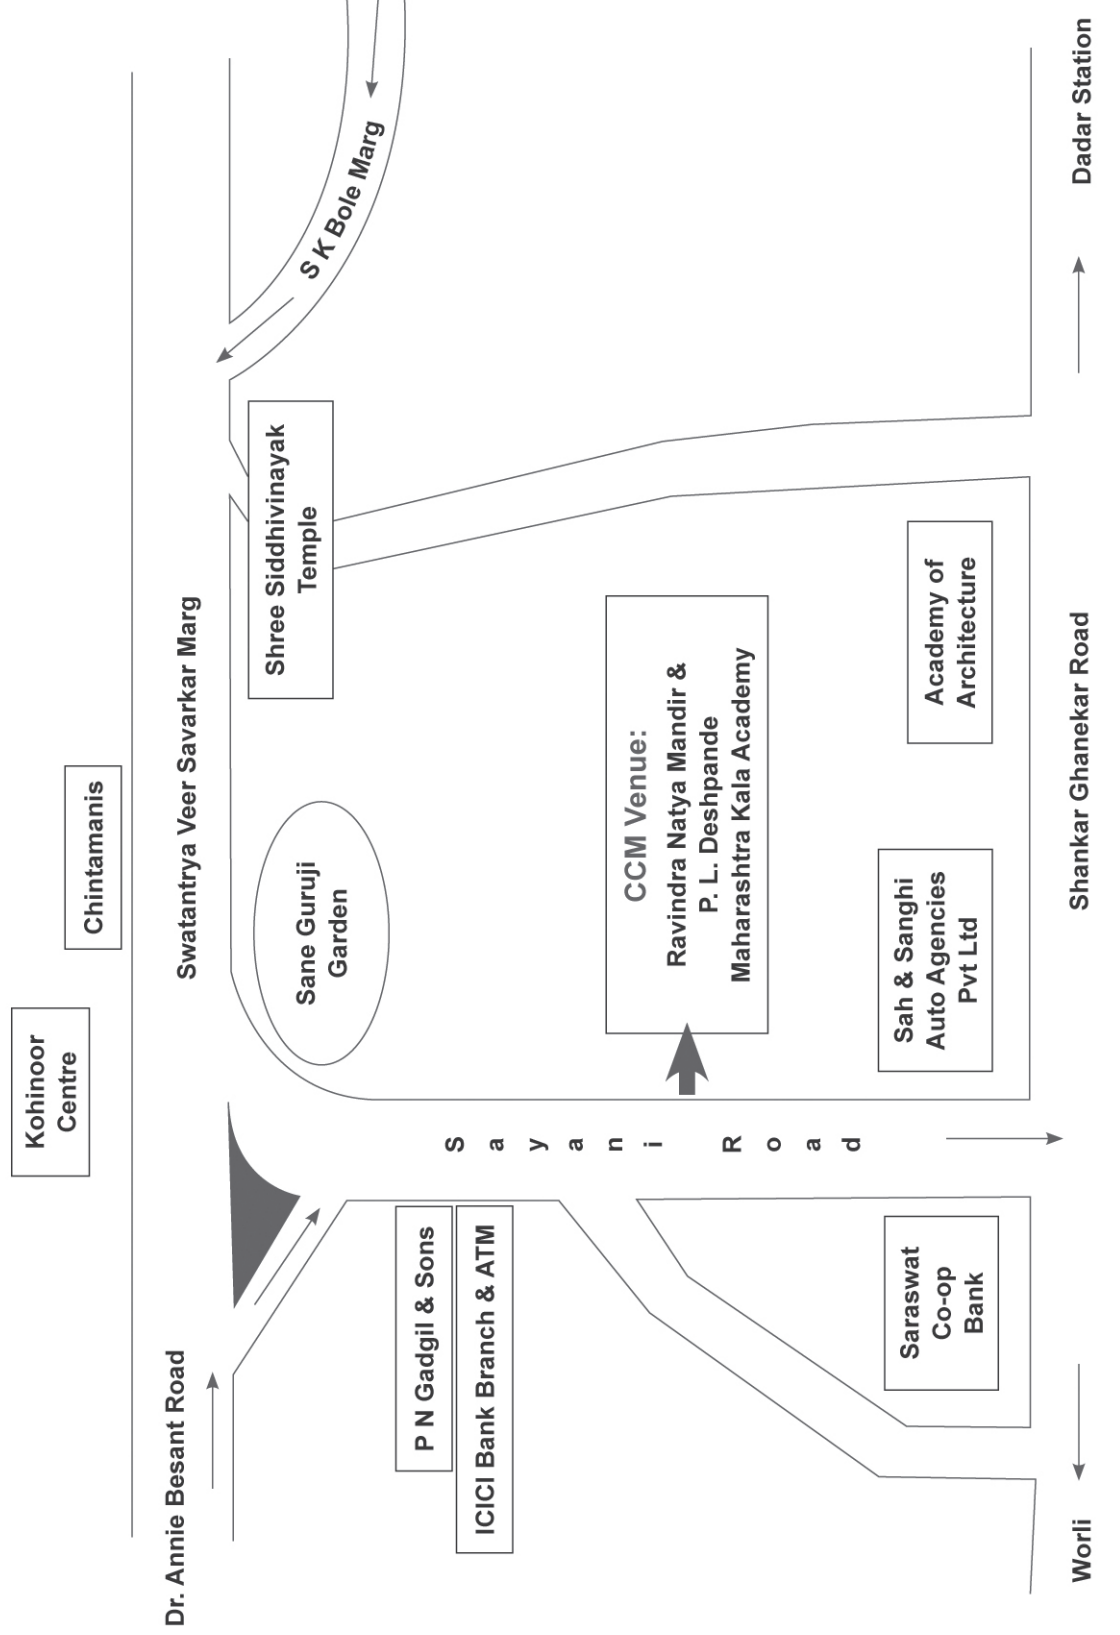 Kohinoor
Centre
Chintamanis
Dr. Annie Besant Road
Swatantrya Veer Savarkar Marg
S K Bole Marg
Shree Siddhivinayak
Temple
Sane Guruji
Garden
P N Gadgil & Sons
ICICI Bank Branch & ATM
Sayani Road
CCM Venue:
Ravindra Natya Mandir &
P. L. Deshpande
Maharashtra Kala Academy
Saraswat
Co-op
Bank
Sah & Sanghi
Auto Agencies
Pvt Ltd
Academy of
Architecture
Worli
Shankar Ghanekar Road
Dadar Station